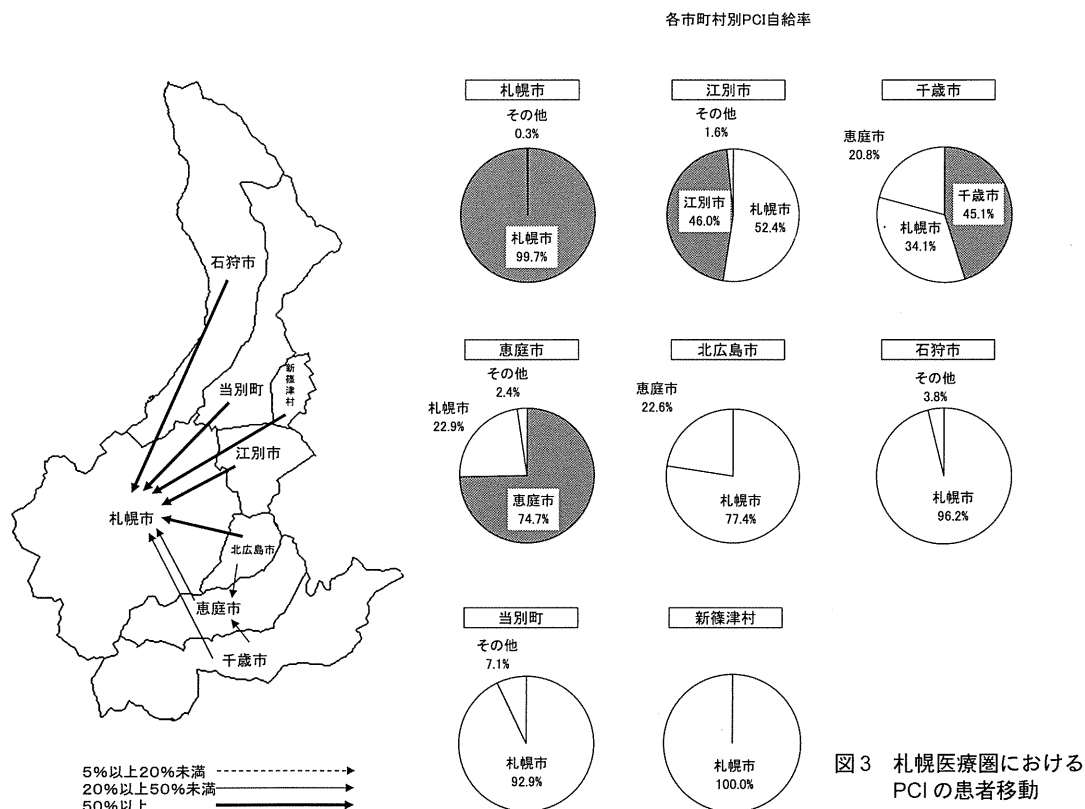 各市町村別PCI自給率
札幌市
その他
0.3%
札幌市
99.7%
江別市
その他
1.6%
江別市
46.0%
札幌市
52.4%
千歳市
恵庭市
20.8%
千歳市
45.1%
札幌市
34.1%
恵庭市
その他
2.4%
札幌市
22.9%
恵庭市
74.7%
北広島市
恵庭市
22.6%
札幌市
77.4%
石狩市
その他
3.8%
札幌市
96.2%
当別町
その他
7.1%
札幌市
92.9%
新篠津村
札幌市
100.0%
石狩市
当別町
新篠津村
江別市
札幌市
北広島市
恵庭市
千歳市
5%以上20%未満
20%以上50%未満
50%以上
図3 札幌医療圏における
PCIの患者移動